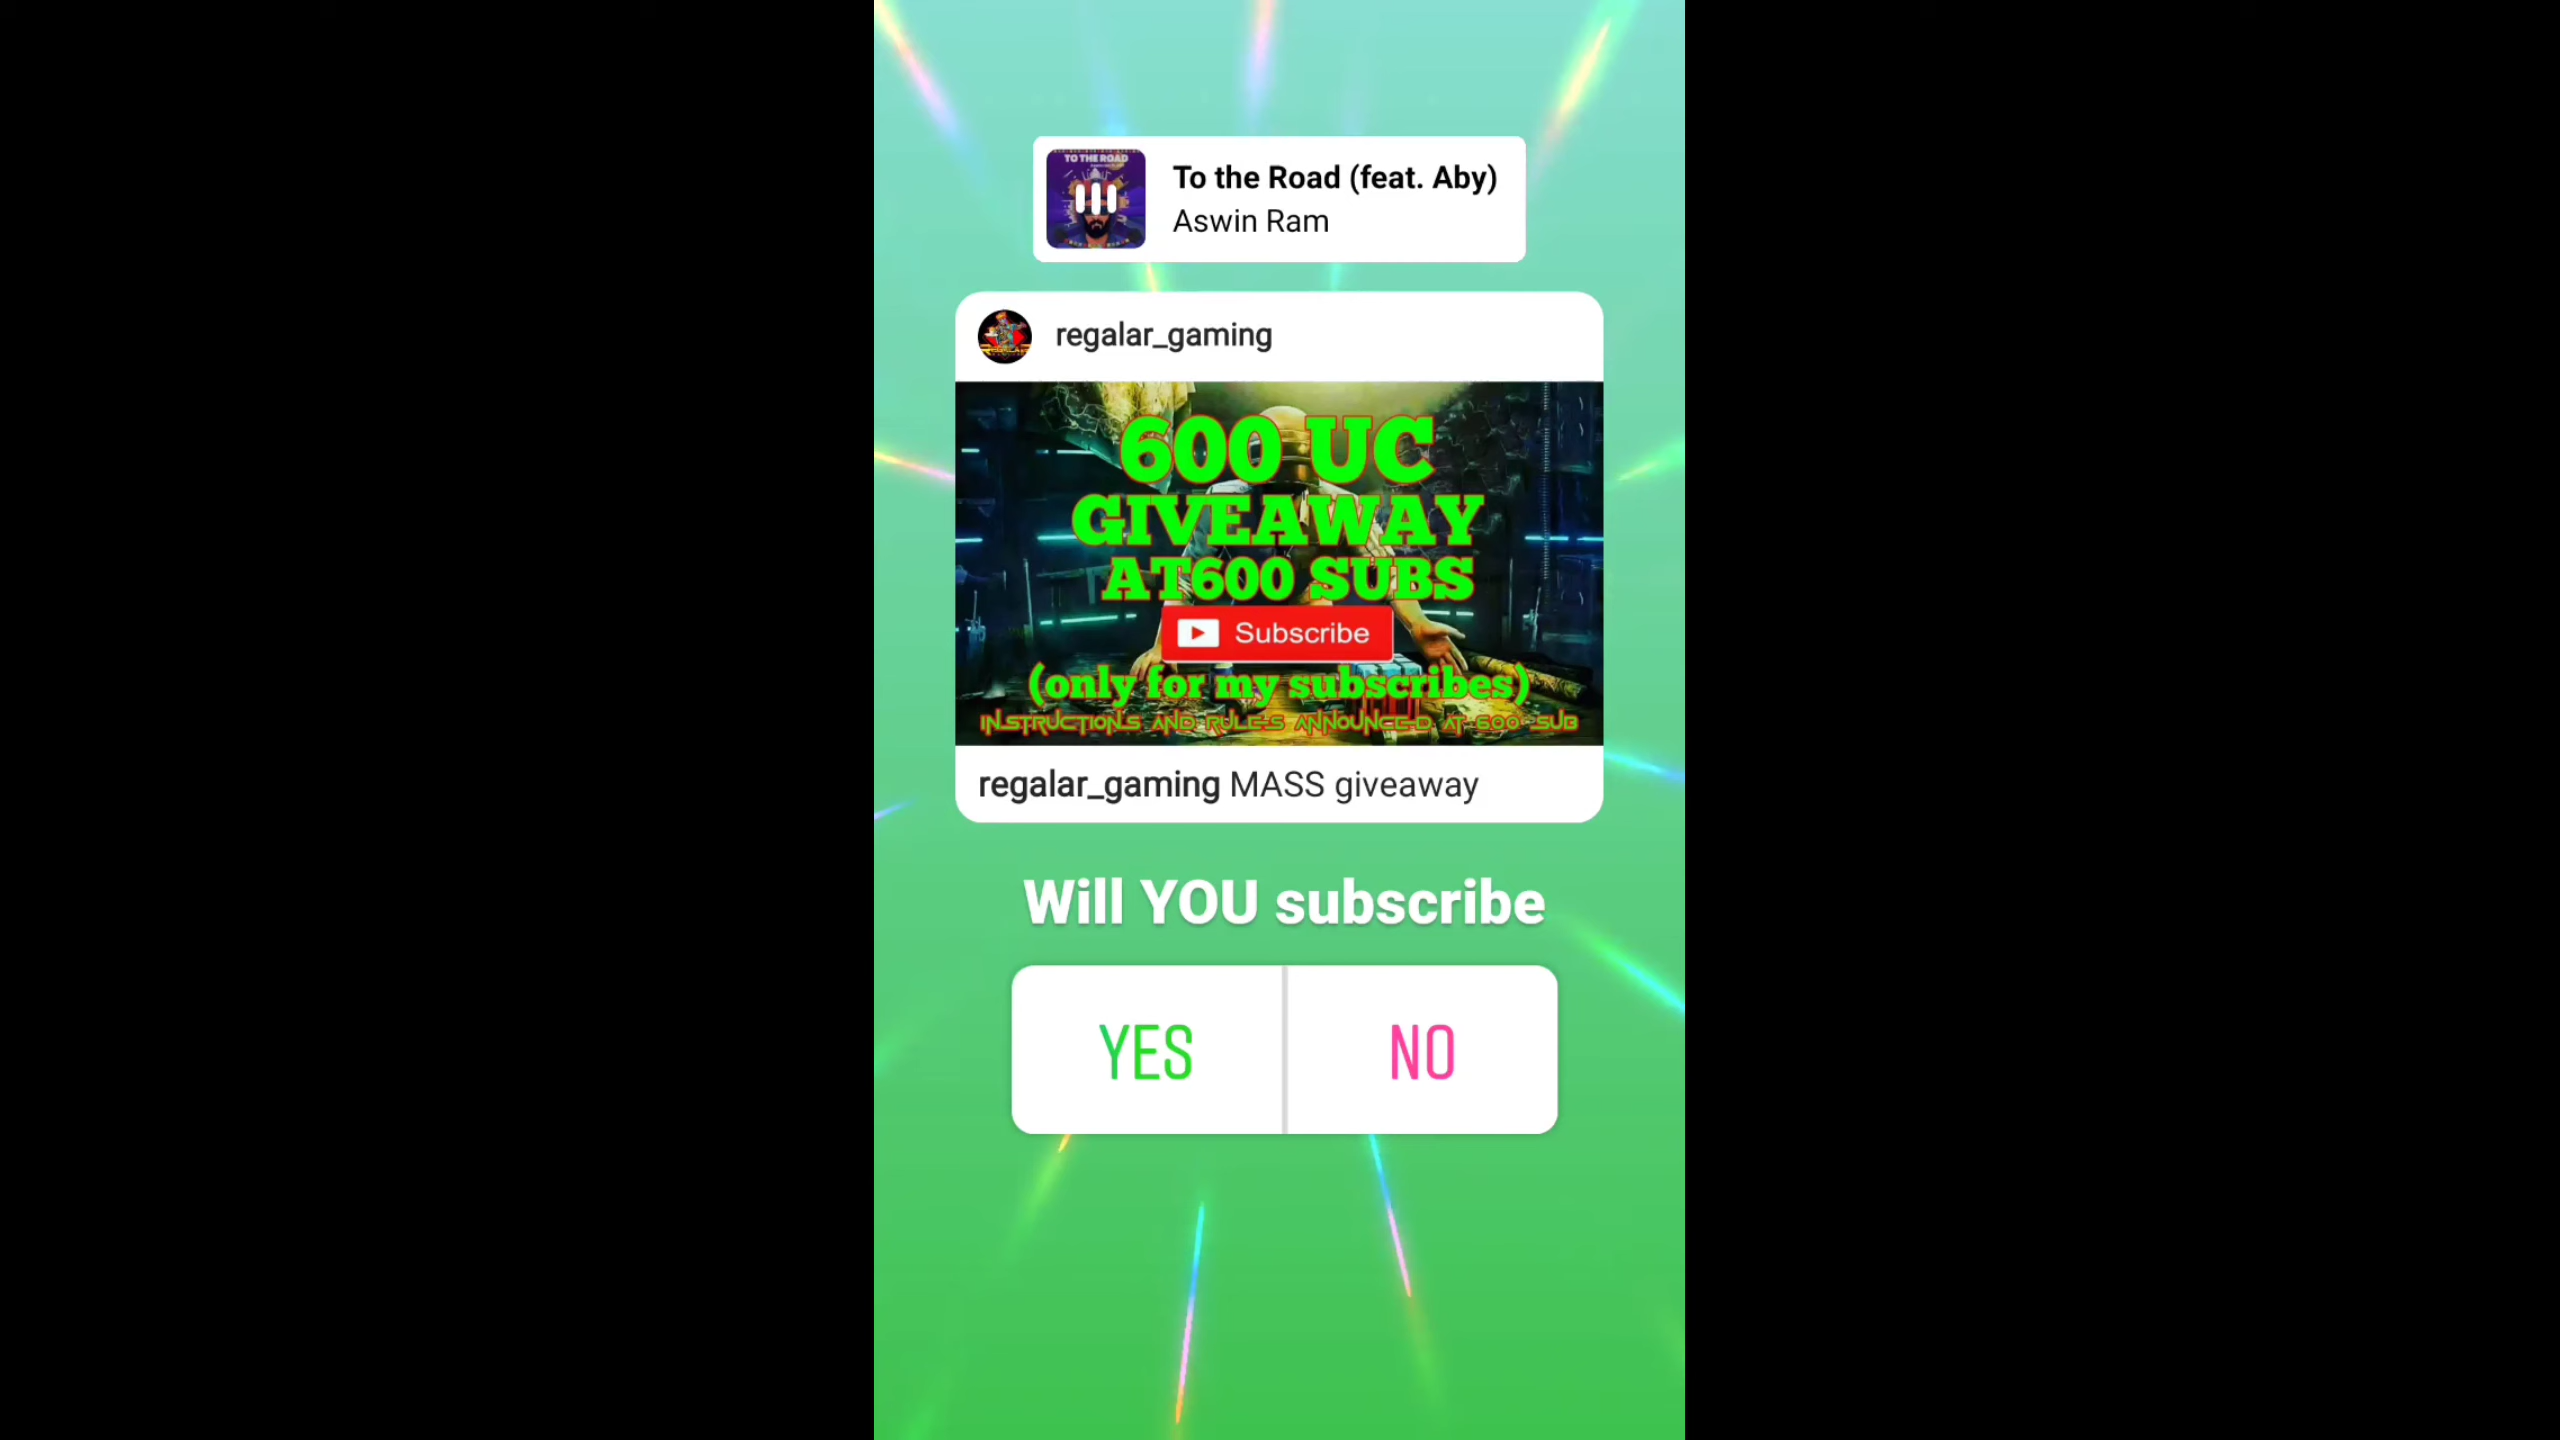 TO THE ROAD
To the Road (feat. Aby)
Aswin Ram
regalar_gaming
600 UC
GIVEAWAY
AT600 SUBS
Subscribe
(only for my subscribes)
INSTRUCTIONS AND RULES ANNOUNCED AT 600 SUB
regalar_gaming MASS giveaway
Will YOU subscribe
YES
NO